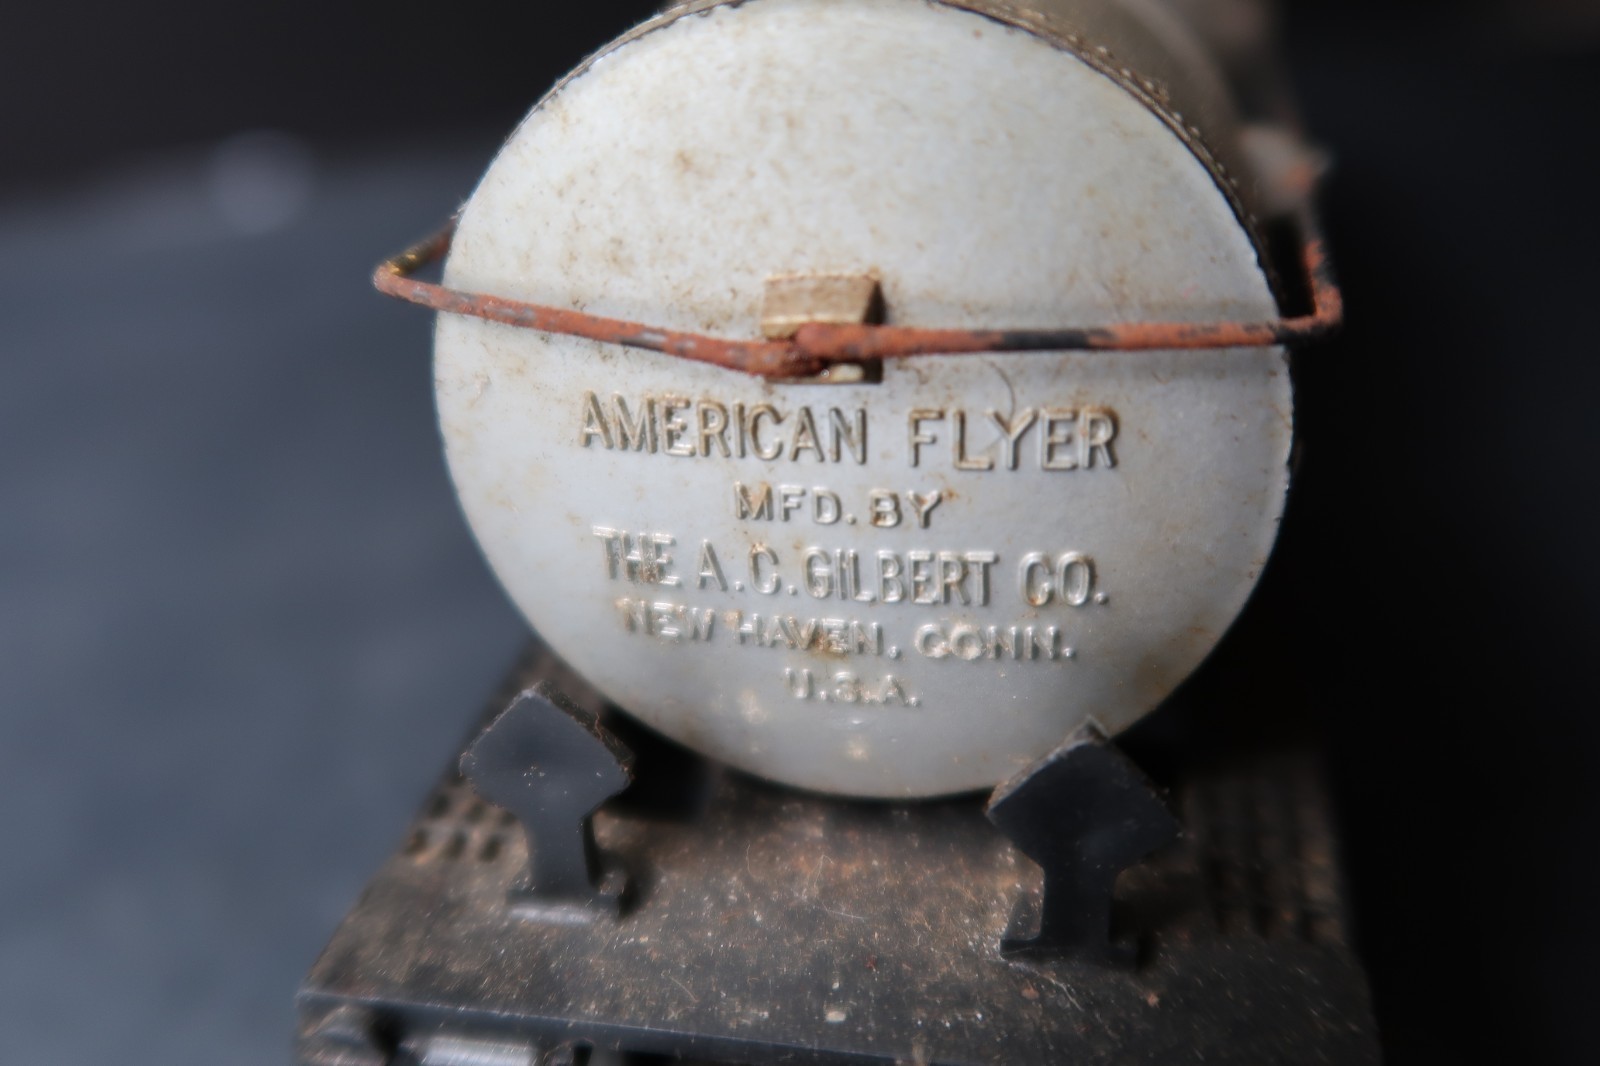 AMERICAN FLYER
MFD. BY
THE A.C. GILBERT CO.
NEW HAVEN, CONN.
U.S.A.